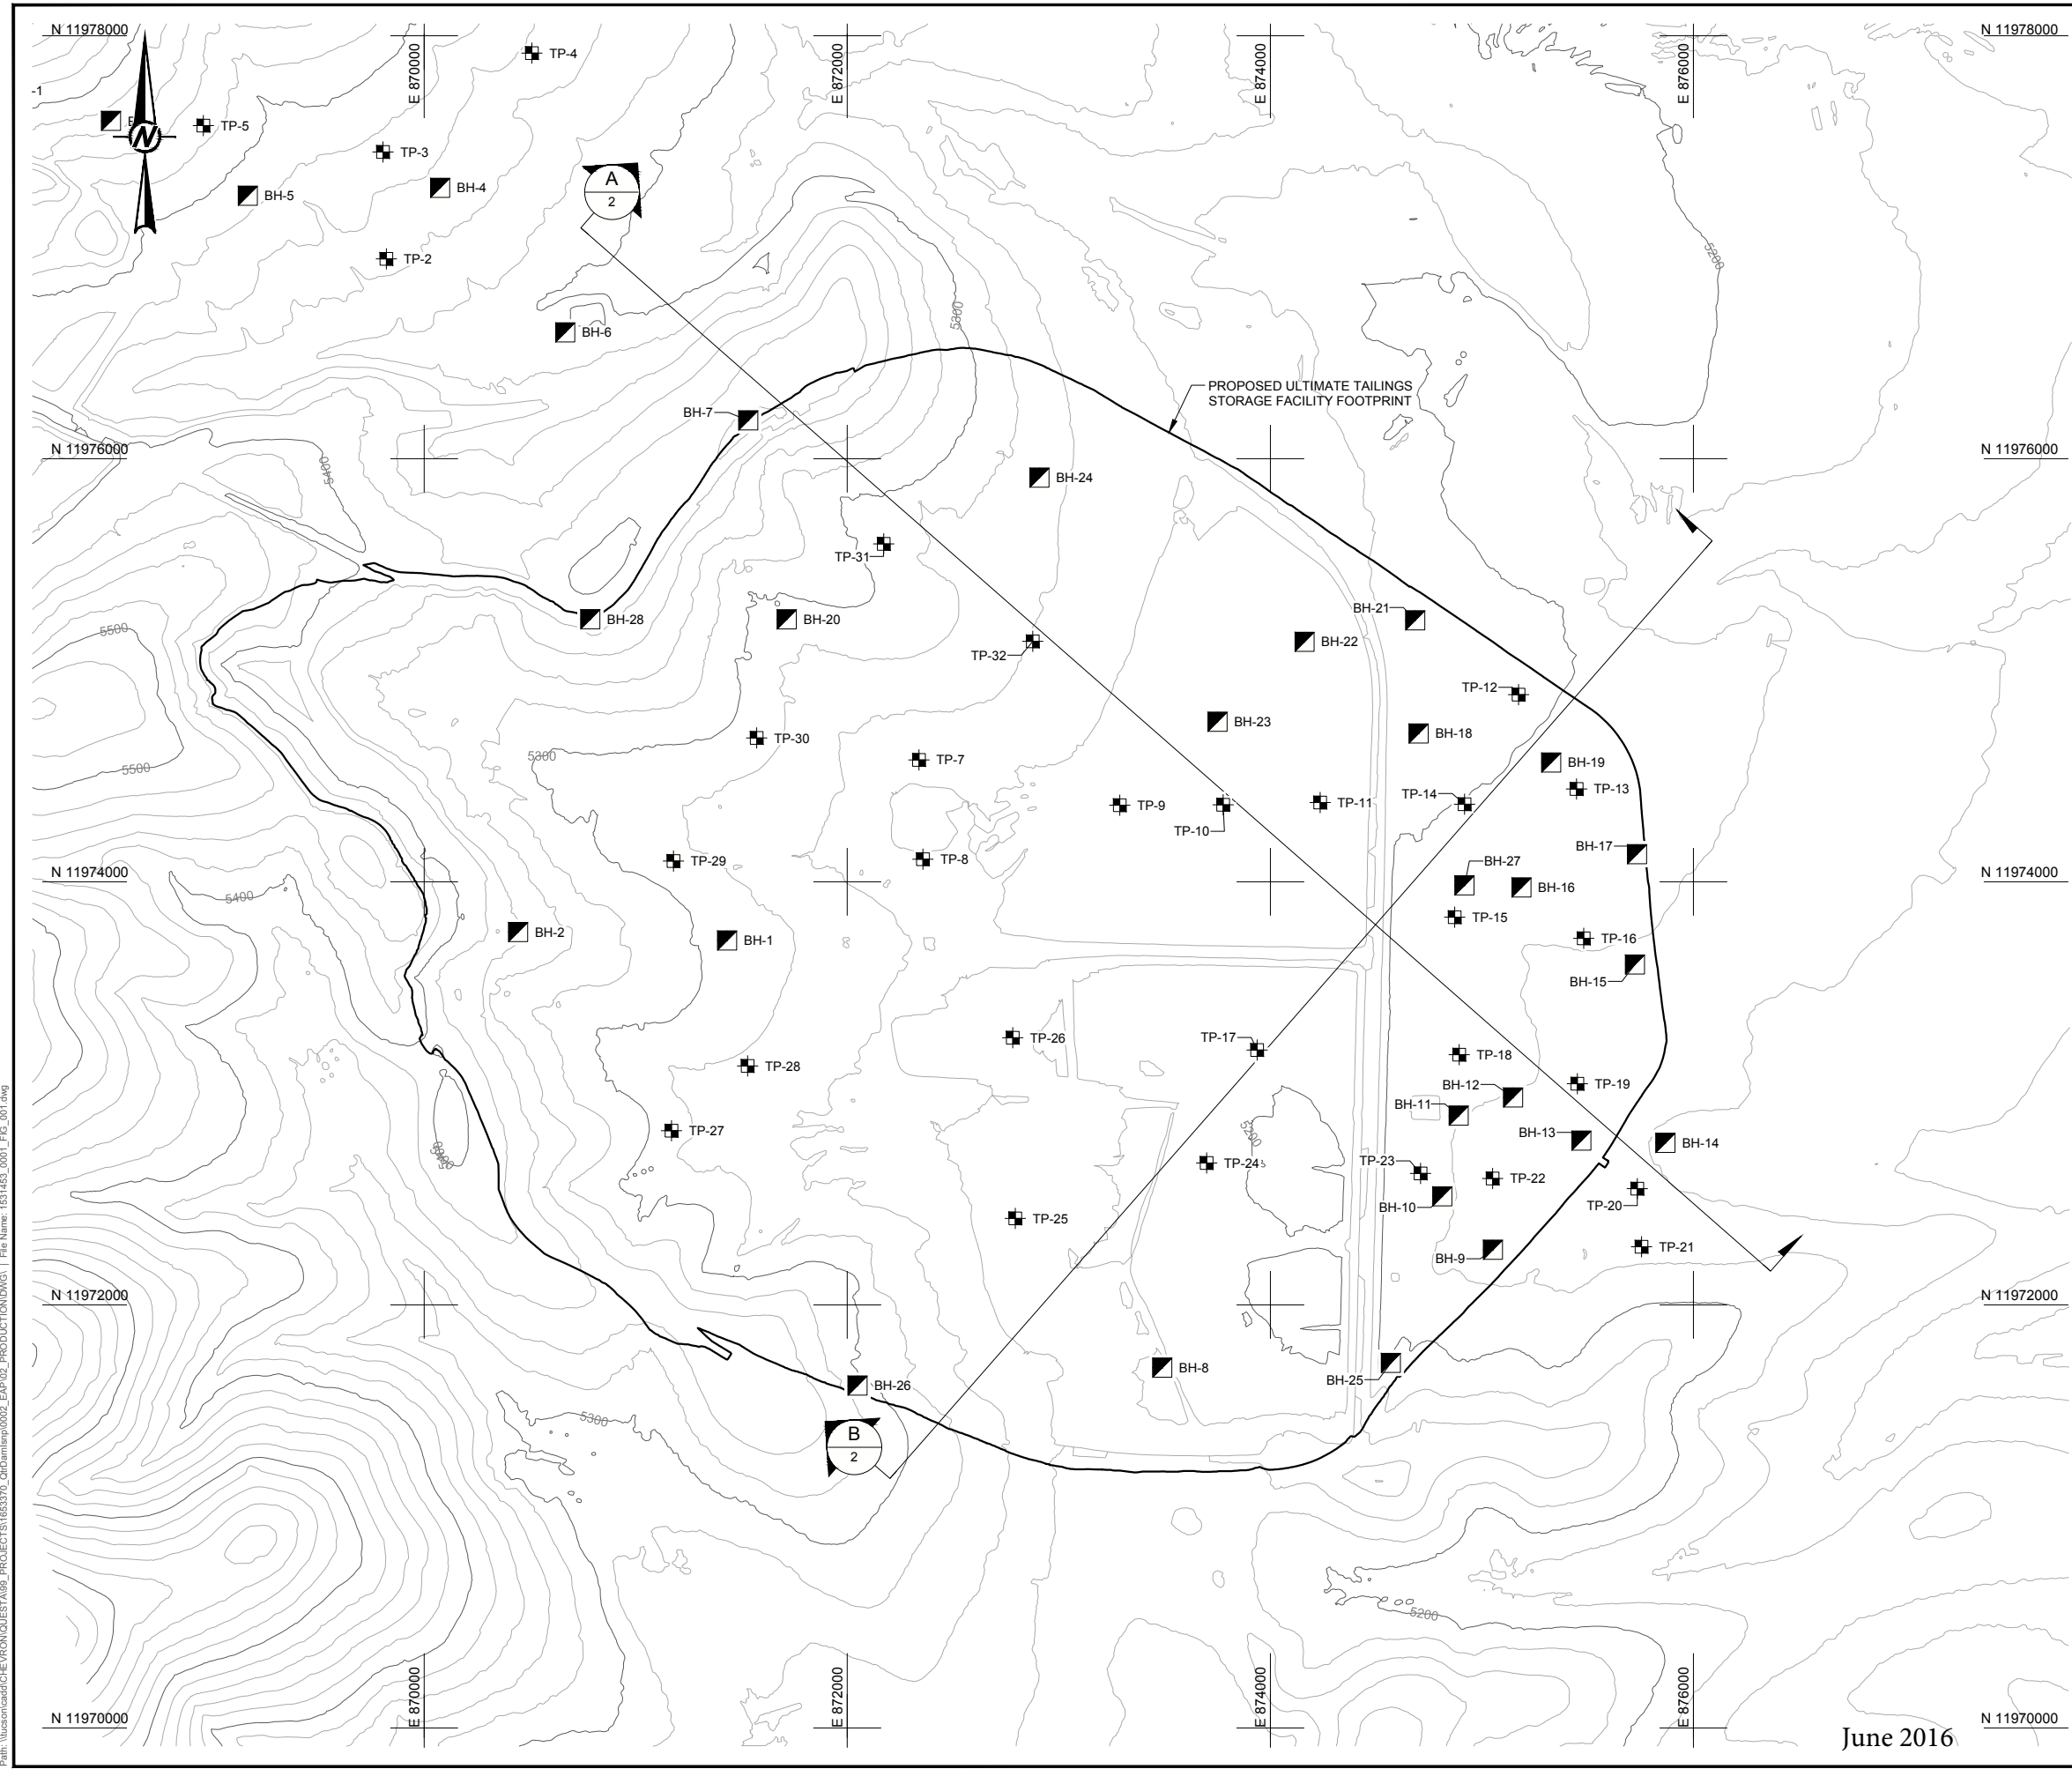 N 11978000
E 870000
E 872000
E 874000
E 876000
N 11978000
TP-4
-1
TP-5
TP-3
BH-4
BH-5
N
A
2
TP-2
5200
5300
BH-6
PROPOSED ULTIMATE TAILINGS
STORAGE FACILITY FOOTPRINT
BH-7
N 11976000
N 11976000
5400
BH-24
TP-31
BH-28
BH-20
BH-21
BH-22
5500
TP-32
TP-12
BH-23
BH-18
TP-30
5300
TP-7
5500
BH-19
TP-13
TP-9
TP-10
TP-11
TP-14
BH-17
TP-29
TP-8
BH-27
N 11974000
BH-16
N 11974000
5400
TP-15
BH-2
BH-1
TP-16
BH-15
TP-26
TP-17
TP-18
TP-28
TP-19
BH-12
BH-11
TP-27
5200
BH-13
BH-14
TP-24
TP-23
TP-22
BH-10
TP-20
TP-25
TP-21
BH-9
N 11972000
N 11972000
BH-8
BH-25
BH-26
5300
B
2
5200
E 870000
E 872000
E 874000
E 876000
N 11970000
N 11970000
June 2016